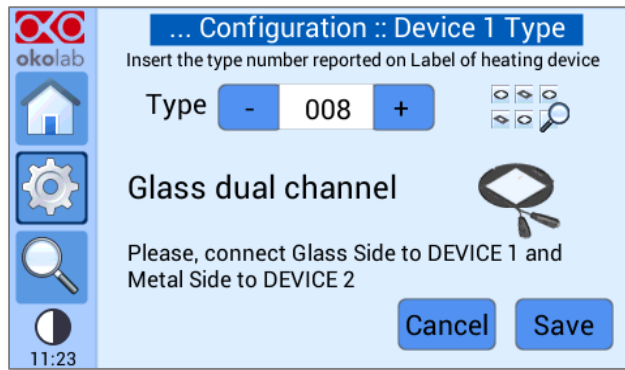 ... Configuration :: Device 1 Type
okolab
Insert the type number reported on Label of heating device
Type - 008 +
Glass dual channel
Please, connect Glass Side to DEVICE 1 and
Metal Side to DEVICE 2
Cancel Save
11:23